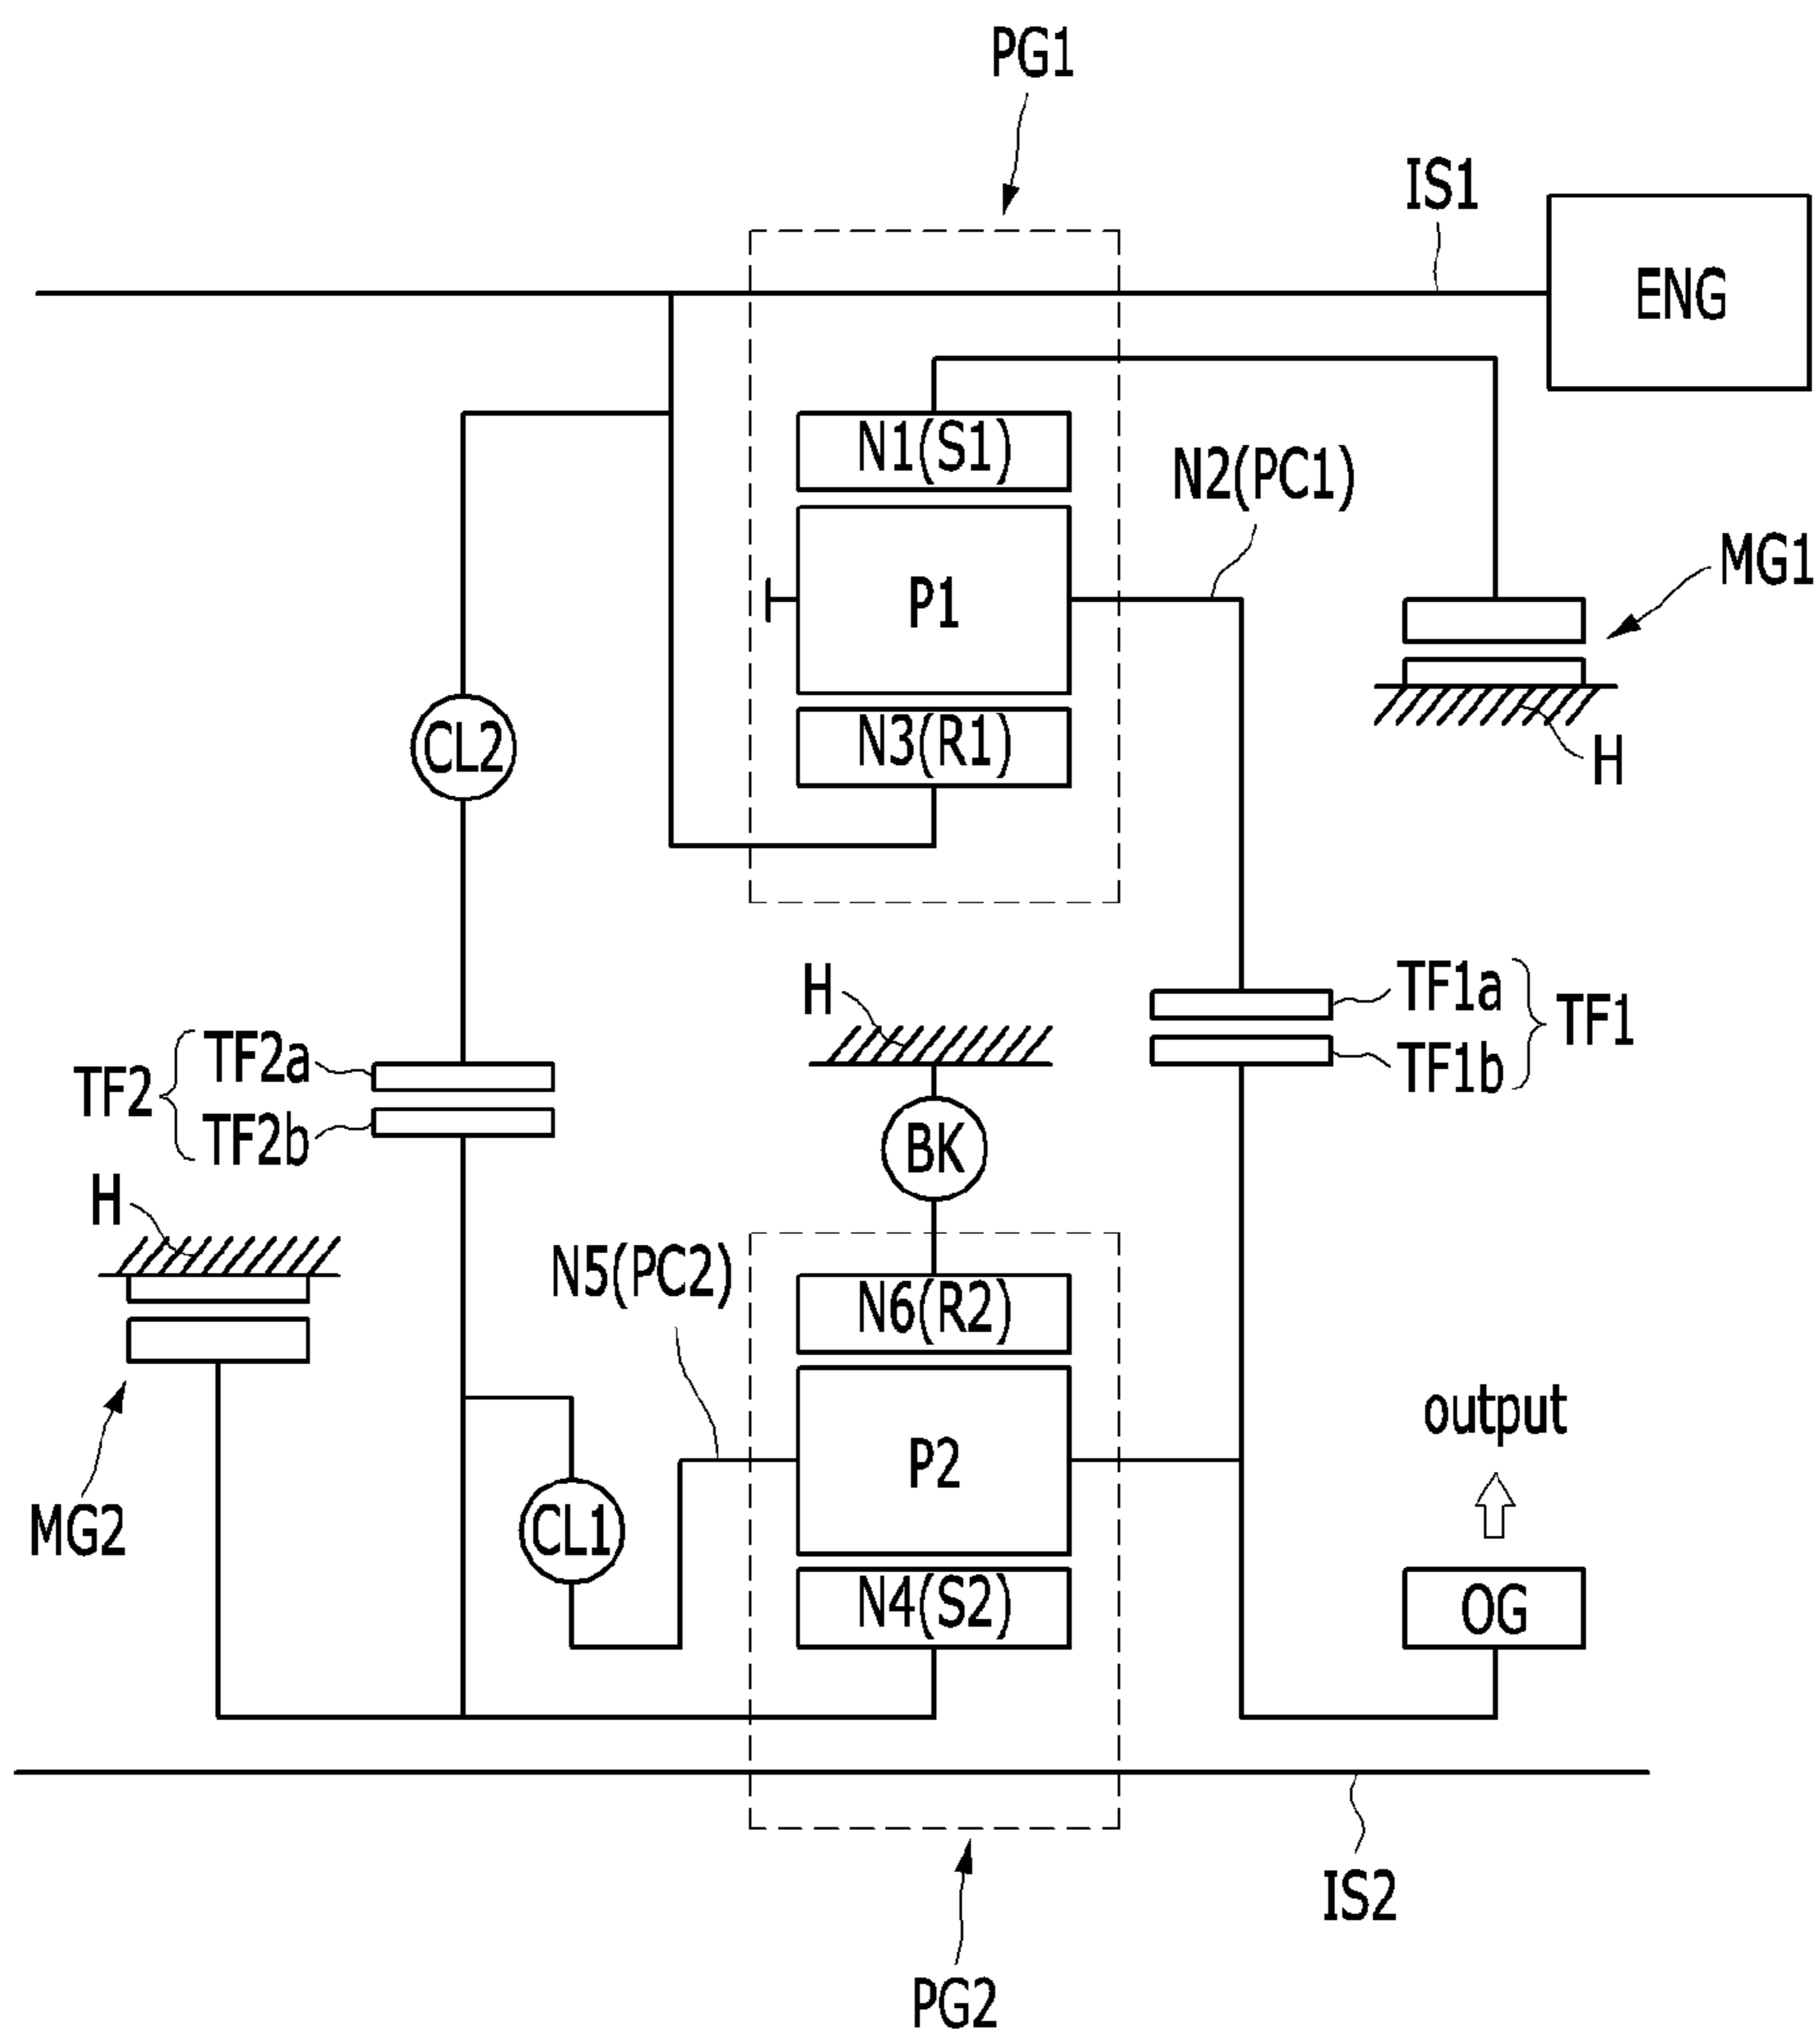 PG1
IS1
ENG
N1(S1)
N2(PC1)
MG1
P1
CL2
N3(R1)
H
H
TF1a
TF1
TF1b
TF2a
TF2
TF2b
BK
H
N5(PC2)
N6(R2)
output
P2
MG2
CL1
N4(S2)
OG
IS2
PG2